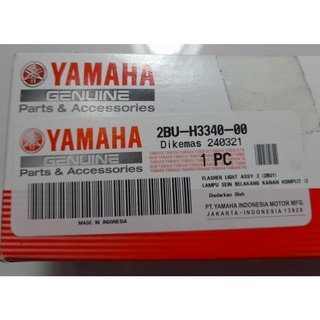 YAMAHA
GENUINE
Parts & Accessories
YAMAHA
GENUINE
Parts & Accessories
2BU-H3340-00
Dikemas 240321
1 PC
FLASHER LIGHT ASSY 2 (2BU1)
LAMPU SEIN BELAKANG KANAN KOMPLIT (2
Diedarkan Oleh
PT.YAMAHA INDONESIA MOTOR MFG.
JAKARTA-INDONESIA 13920
MADE IN INDONESIA